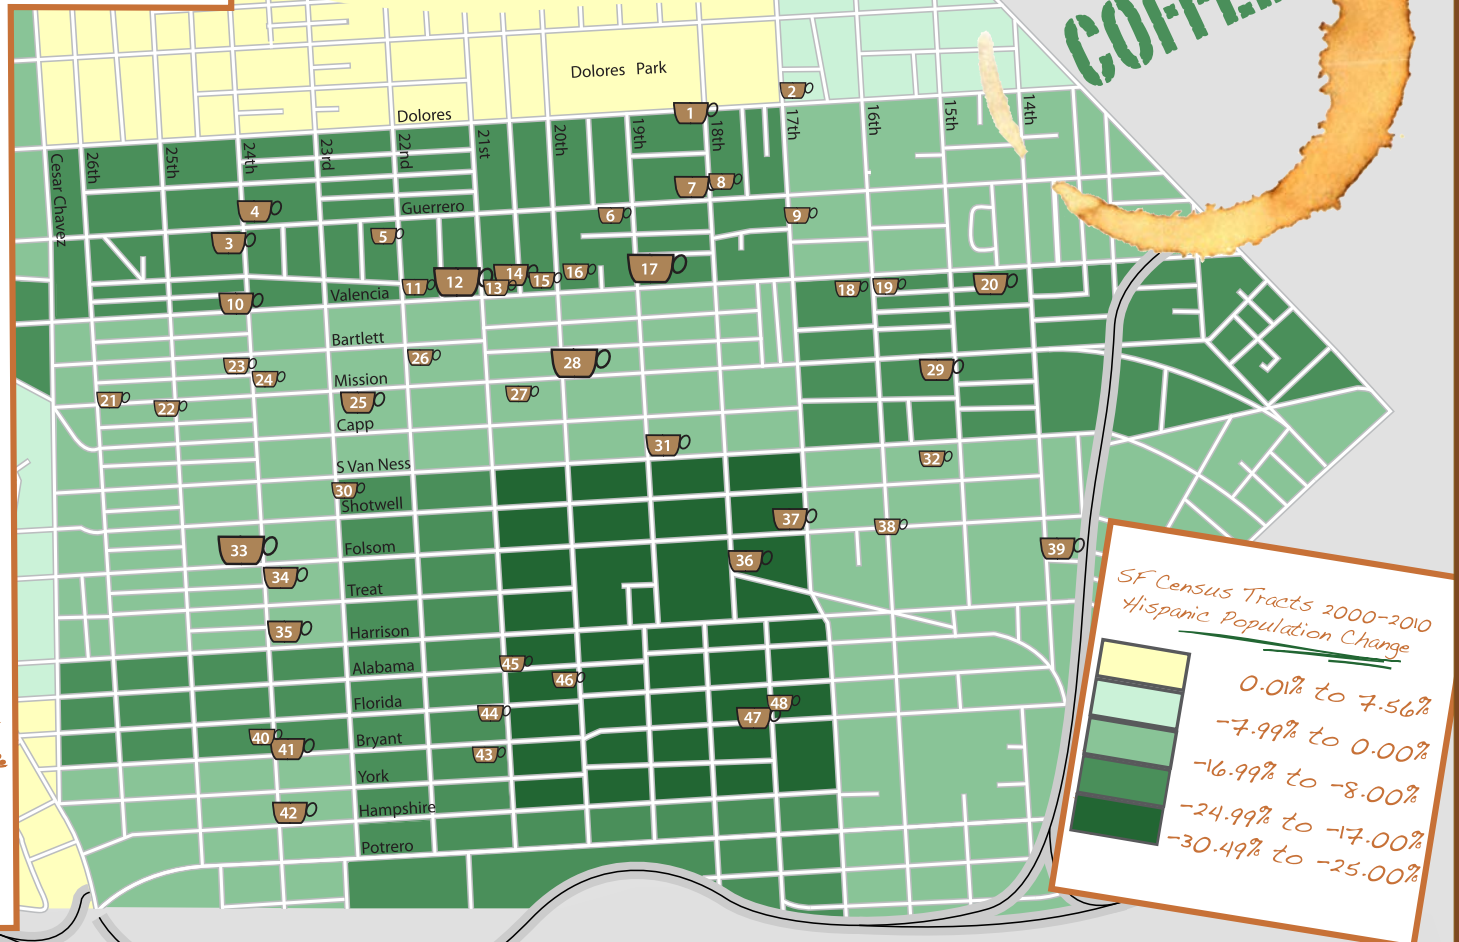 COFFE
Dolores Park
2
1
Dolores
Cesar Chavez
26th
25th
24th
23rd
22nd
21st
20th
19th
18th
17th
16th
15th
14th
7
8
4
Guerrero
6
9
3
5
11
12
13
14
15
16
17
18
19
20
10
Valencia
Bartlett
23
24
26
28
29
Mission
21
22
25
27
Capp
31
S Van Ness
32
30
Shotwell
37
38
33
Folsom
36
39
34
Treat
35
Harrison
45
Alabama
46
Florida
44
47
48
40
41
Bryant
43
York
42
Hampshire
Potrero
SF Census Tracts 2000-2010
Hispanic Population Change
0.01% to 7.56%
-7.99% to 0.00%
-16.99% to -8.00%
-24.99% to -17.00%
-30.49% to -25.00%